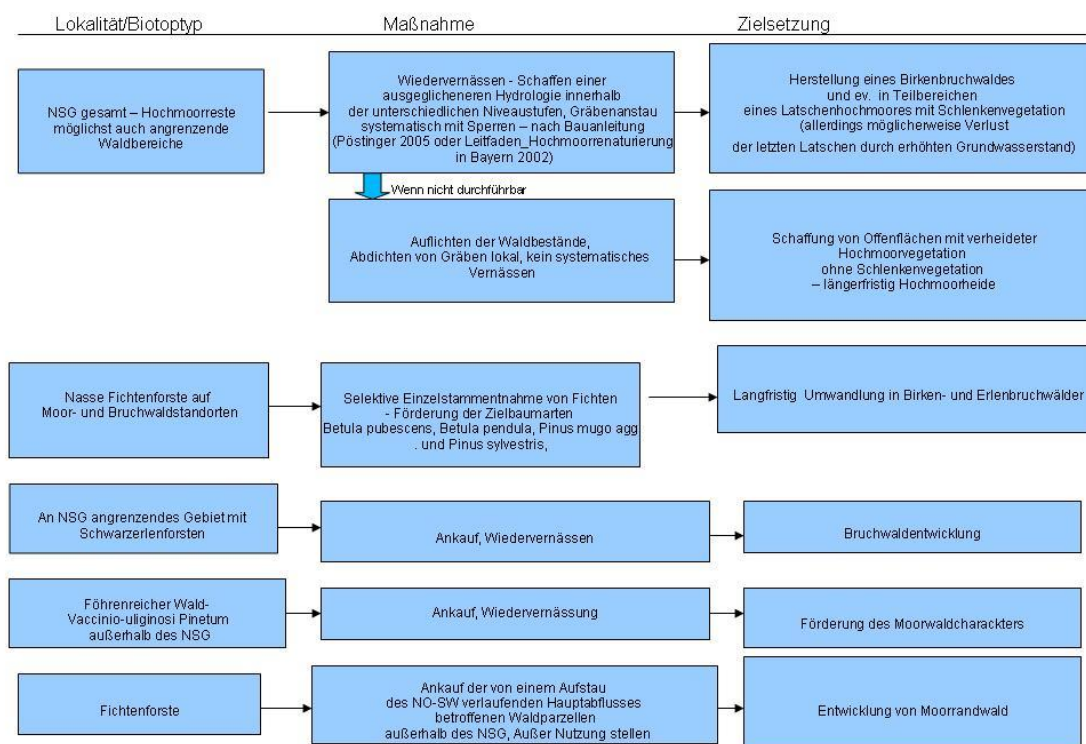 Lokalität/Biotoptyp
Maßnahme
Zielsetzung
NSG gesamt – Hochmoorreste
möglichst auch angrenzende
Waldbereiche
Wiedervernässen - Schaffen einer
ausgeglicheneren Hydrologie innerhalb
der unterschiedlichen Niveaustufen, Gräbenanstau
systematisch mit Sperren – nach Bauanleitung
(Pöstinger 2005 oder Leitfaden_Hochmoorrenaturierung
in Bayern 2002)
Herstellung eines Birkenbruchwaldes
und ev. in Teilbereichen
eines Latschenhochmoores mit Schlenkenvegetation
(allerdings möglicherweise Verlust
der letzten Latschen durch erhöhten Grundwasserstand)
Wenn nicht durchführbar
Auflichten der Waldbestände,
Abdichten von Gräben lokal, kein systematisches
Vernässen
Schaffung von Offenflächen mit verheideter
Hochmoorvegetation
ohne Schlenkenvegetation
– längerfristig Hochmoorheide
Nasse Fichtenforste auf
Moor- und Bruchwaldstandorten
Selektive Einzelstammentnahme von Fichten
- Förderung der Zielbaumarten
Betula pubescens, Betula pendula, Pinus mugo agg
. und Pinus sylvestris,
Langfristig Umwandlung in Birken- und Erlenbruchwälder
An NSG angrenzendes Gebiet mit
Schwarzerlenforsten
Ankauf, Wiedervernässen
Bruchwaldentwicklung
Föhrenreicher Wald-
Vaccinio-uliginosi Pinetum
außerhalb des NSG
Ankauf, Wiedervernässung
Förderung des Moorwaldcharackters
Fichtenforste
Ankauf der von einem Aufstau
des NO-SW verlaufenden Hauptabflusses
betroffenen Waldparzellen
außerhalb des NSG, Außer Nutzung stellen
Entwicklung von Moorrandwald